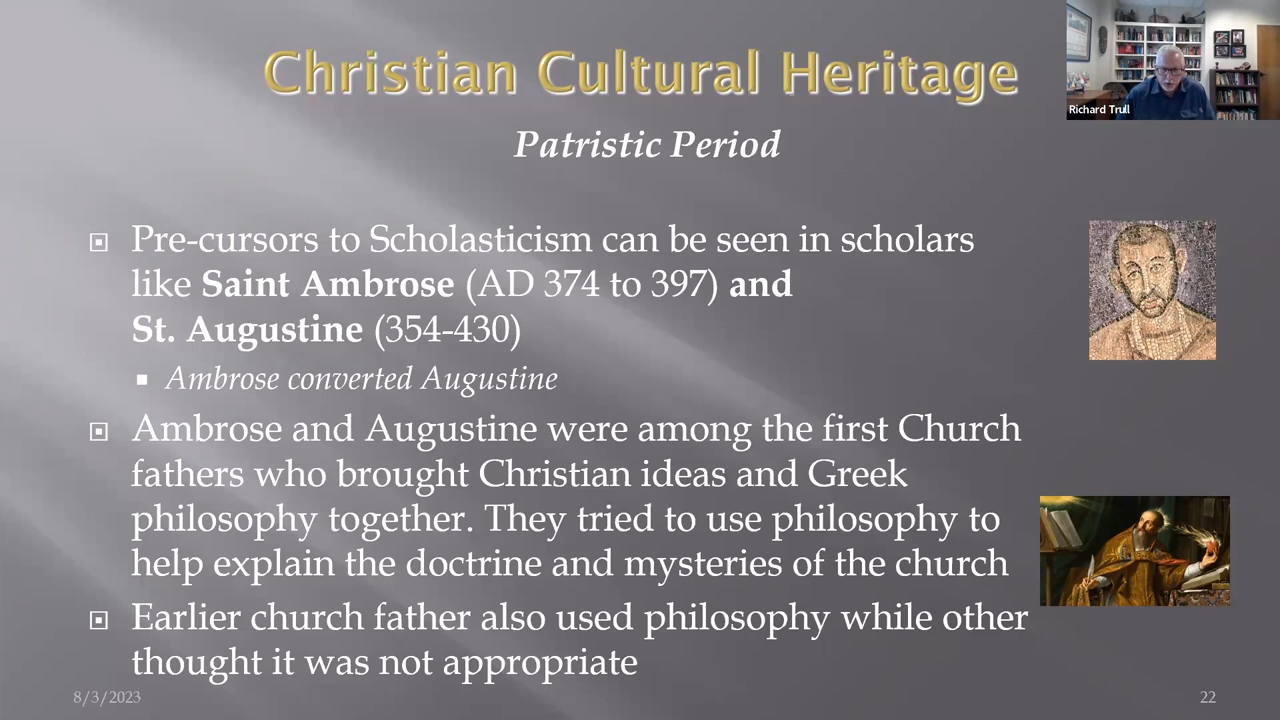 Christian Cultural Heritage
Richard Trull
Patristic Period
Pre-cursors to Scholasticism can be seen in scholars
like Saint Ambrose (AD 374 to 397) and
St. Augustine (354-430)
Ambrose converted Augustine
Ambrose and Augustine were among the first Church
fathers who brought Christian ideas and Greek
philosophy together. They tried to use philosophy to
help explain the doctrine and mysteries of the church
Earlier church father also used philosophy while other
thought it was not appropriate
8/3/2023
22